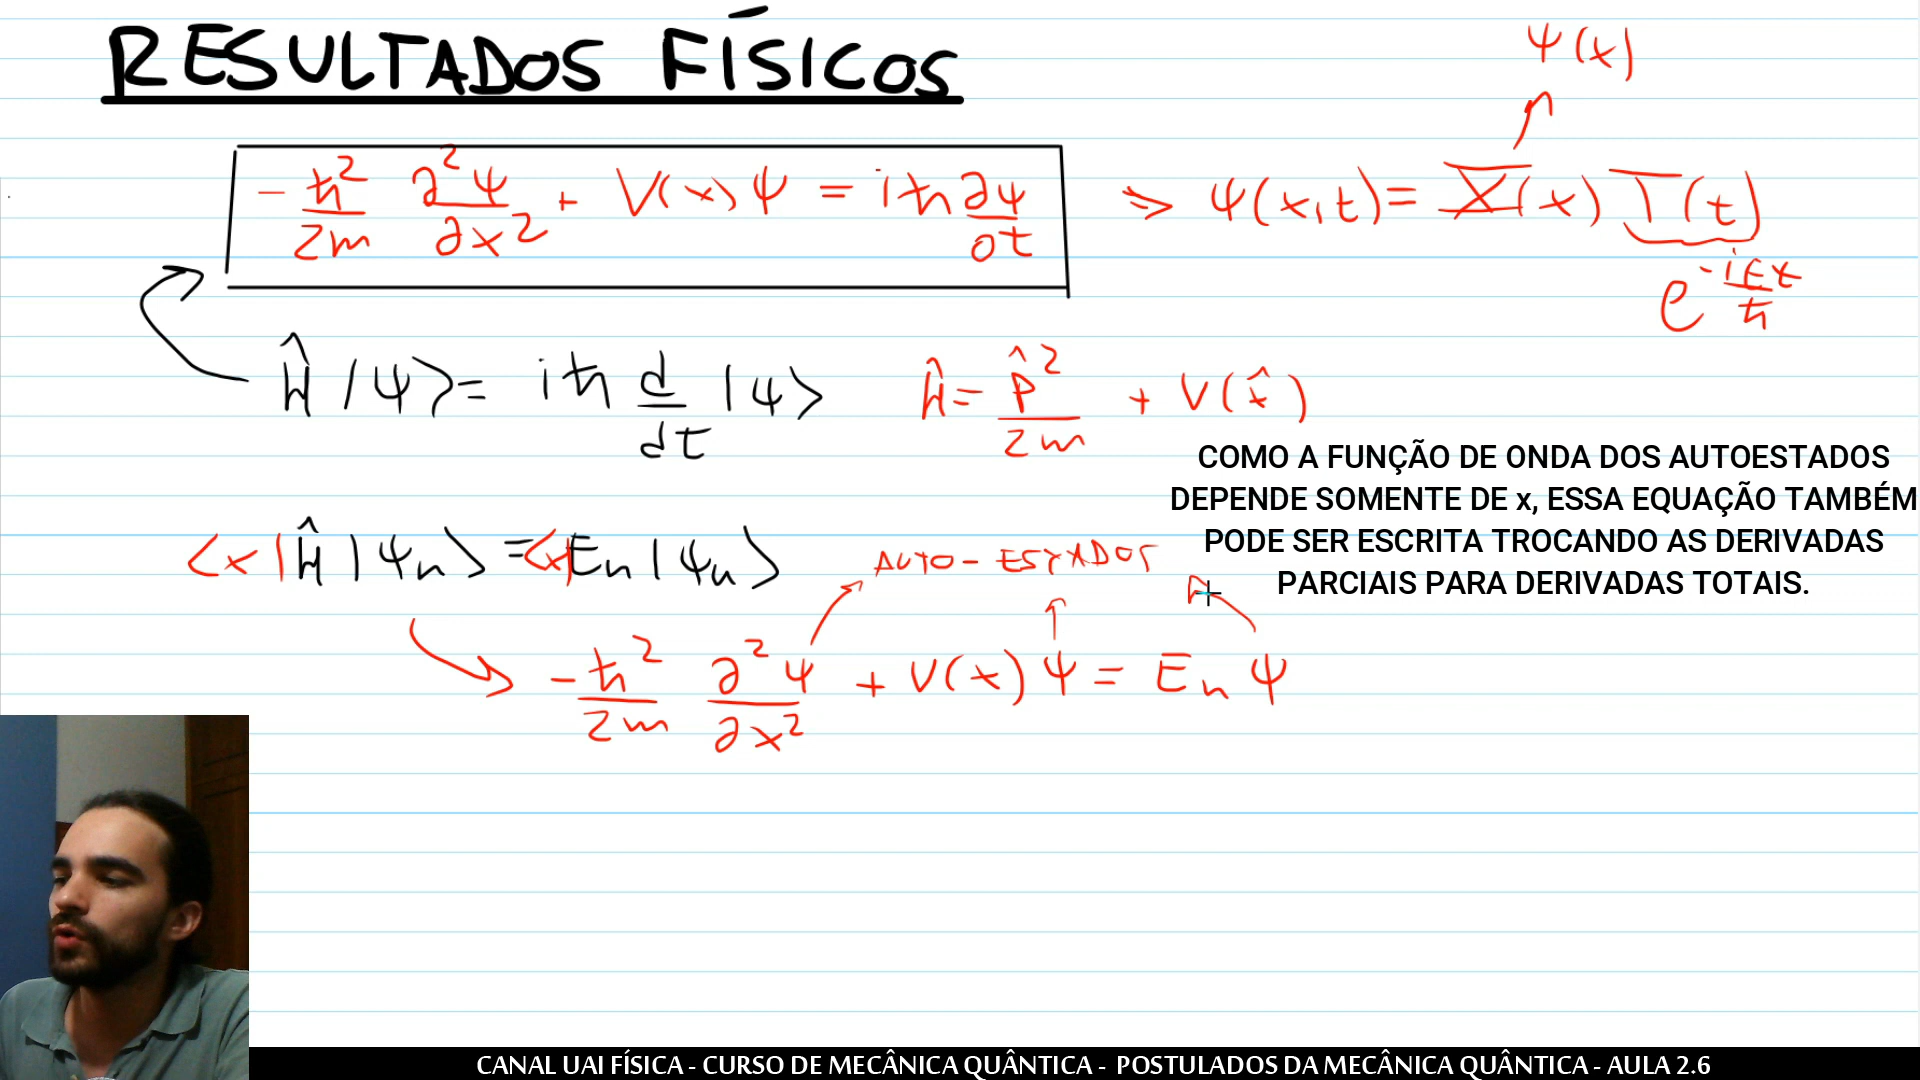 RESULTADOS FÍSICOS
ψ(x)
-ħ²/2m ∂²ψ/∂x² + V(x)ψ = iħ ∂ψ/∂t ⇒ ψ(x,t) = X(x) T(t)
e^(-iEt/ħ)
Ĥ|ψ⟩ = iħ d/dt |ψ⟩ Ĥ = p̂²/2m + V(x̂)
COMO A FUNÇÃO DE ONDA DOS AUTOESTADOS
DEPENDE SOMENTE DE x, ESSA EQUAÇÃO TAMBÉM
PODE SER ESCRITA TROCANDO AS DERIVADAS
PARCIAIS PARA DERIVADAS TOTAIS.
⟨x|Ĥ|ψn⟩ = ⟨x|En|ψn⟩ AUTO-ESTADOS
-ħ²/2m ∂²ψ/∂x² + V(x)ψ = Enψ
CANAL UAI FÍSICA - CURSO DE MECÂNICA QUÂNTICA - POSTULADOS DA MECÂNICA QUÂNTICA - AULA 2.6